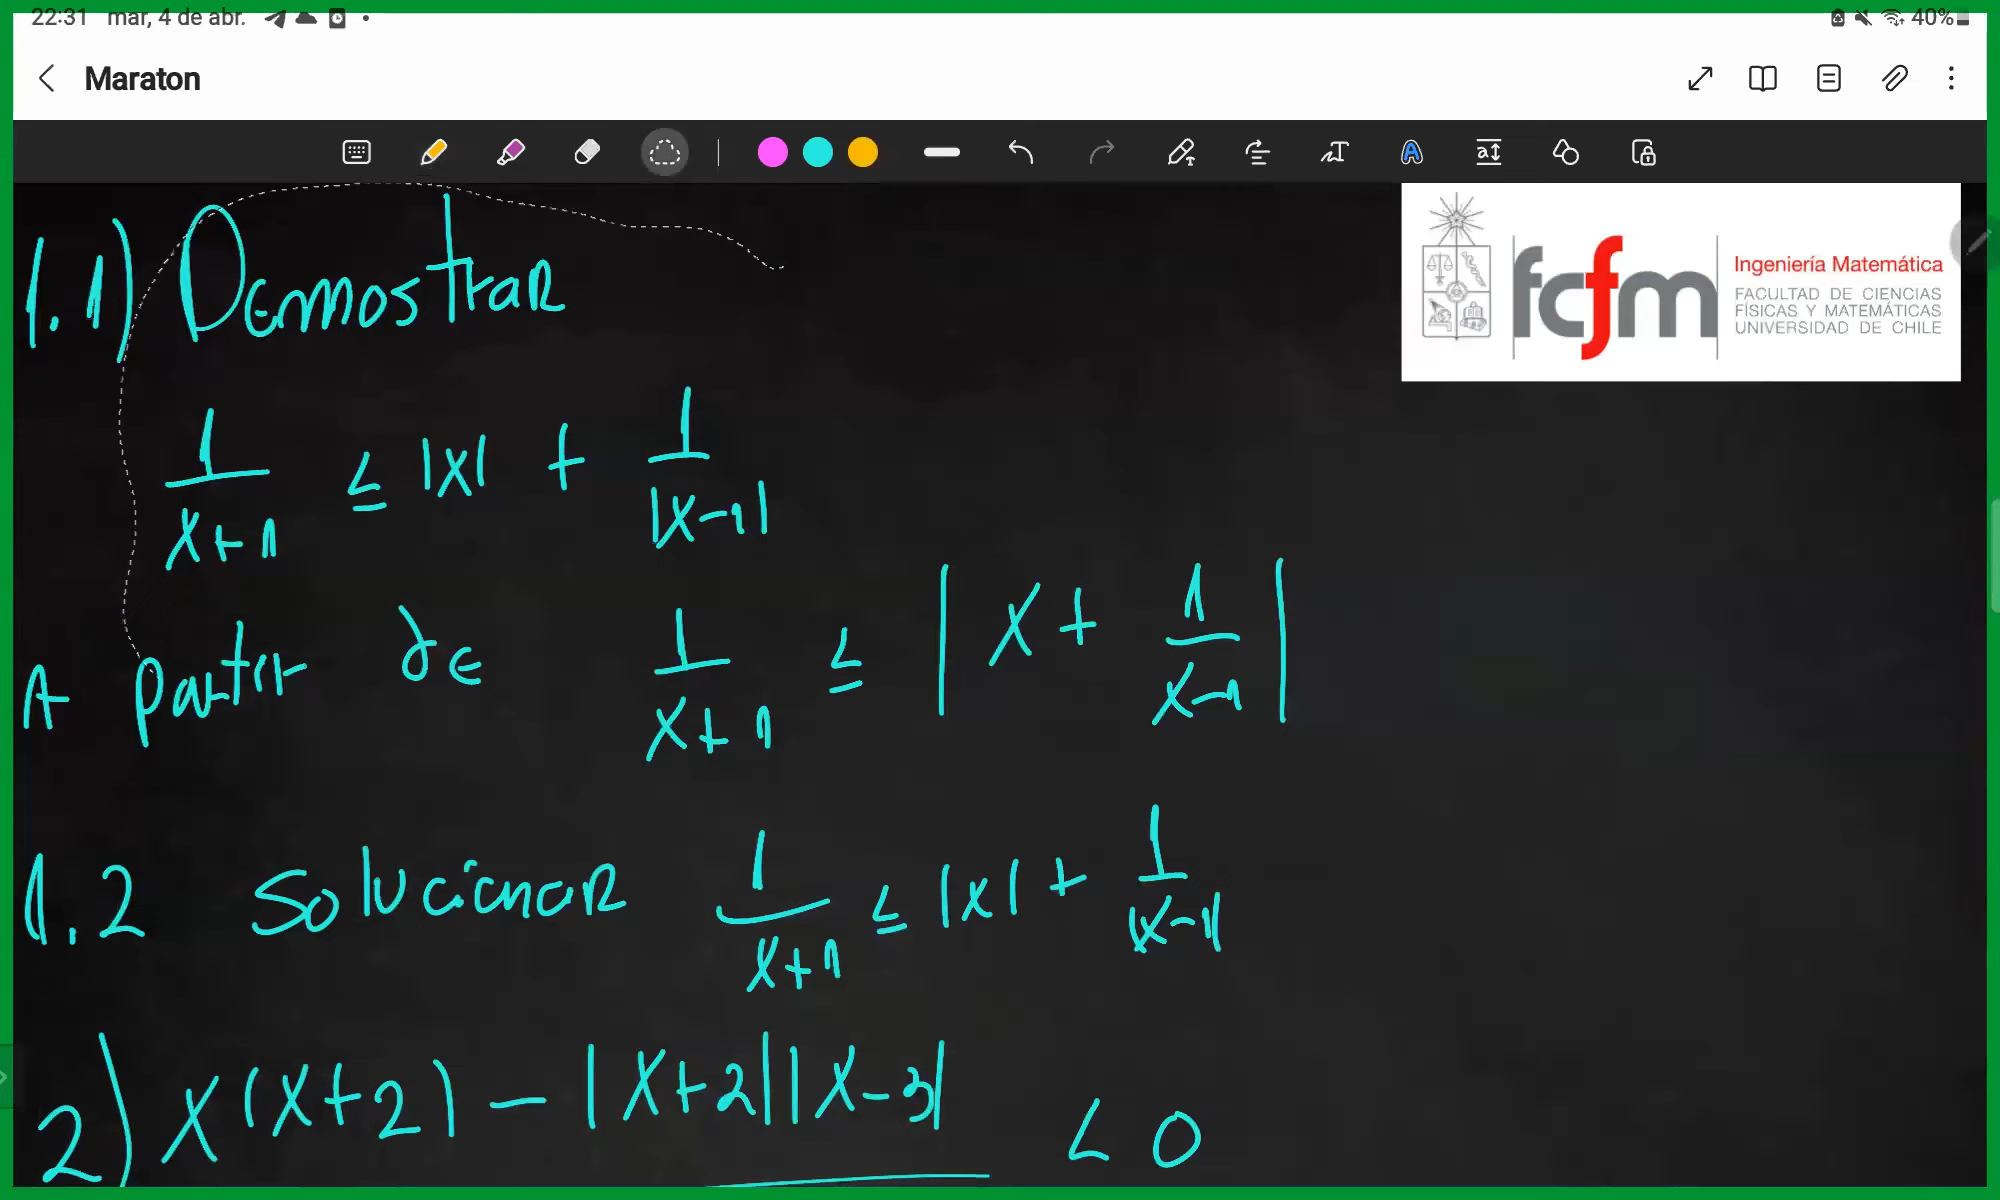 22:31 mar, 4 de abr. 40%
Maraton
Ingeniería Matemática
FACULTAD DE CIENCIAS
FÍSICAS Y MATEMÁTICAS
UNIVERSIDAD DE CHILE
fcfm
1.1) Demostrar
1/(x+1) ≤ |x| + 1/|x-1|
A partir de 1/(x+1) ≤ |x + 1/(x-1)|
1.2 Solucionar 1/(x+1) ≤ |x| + 1/|x-1|
2) x(x+2) - |x+2||x-3| < 0